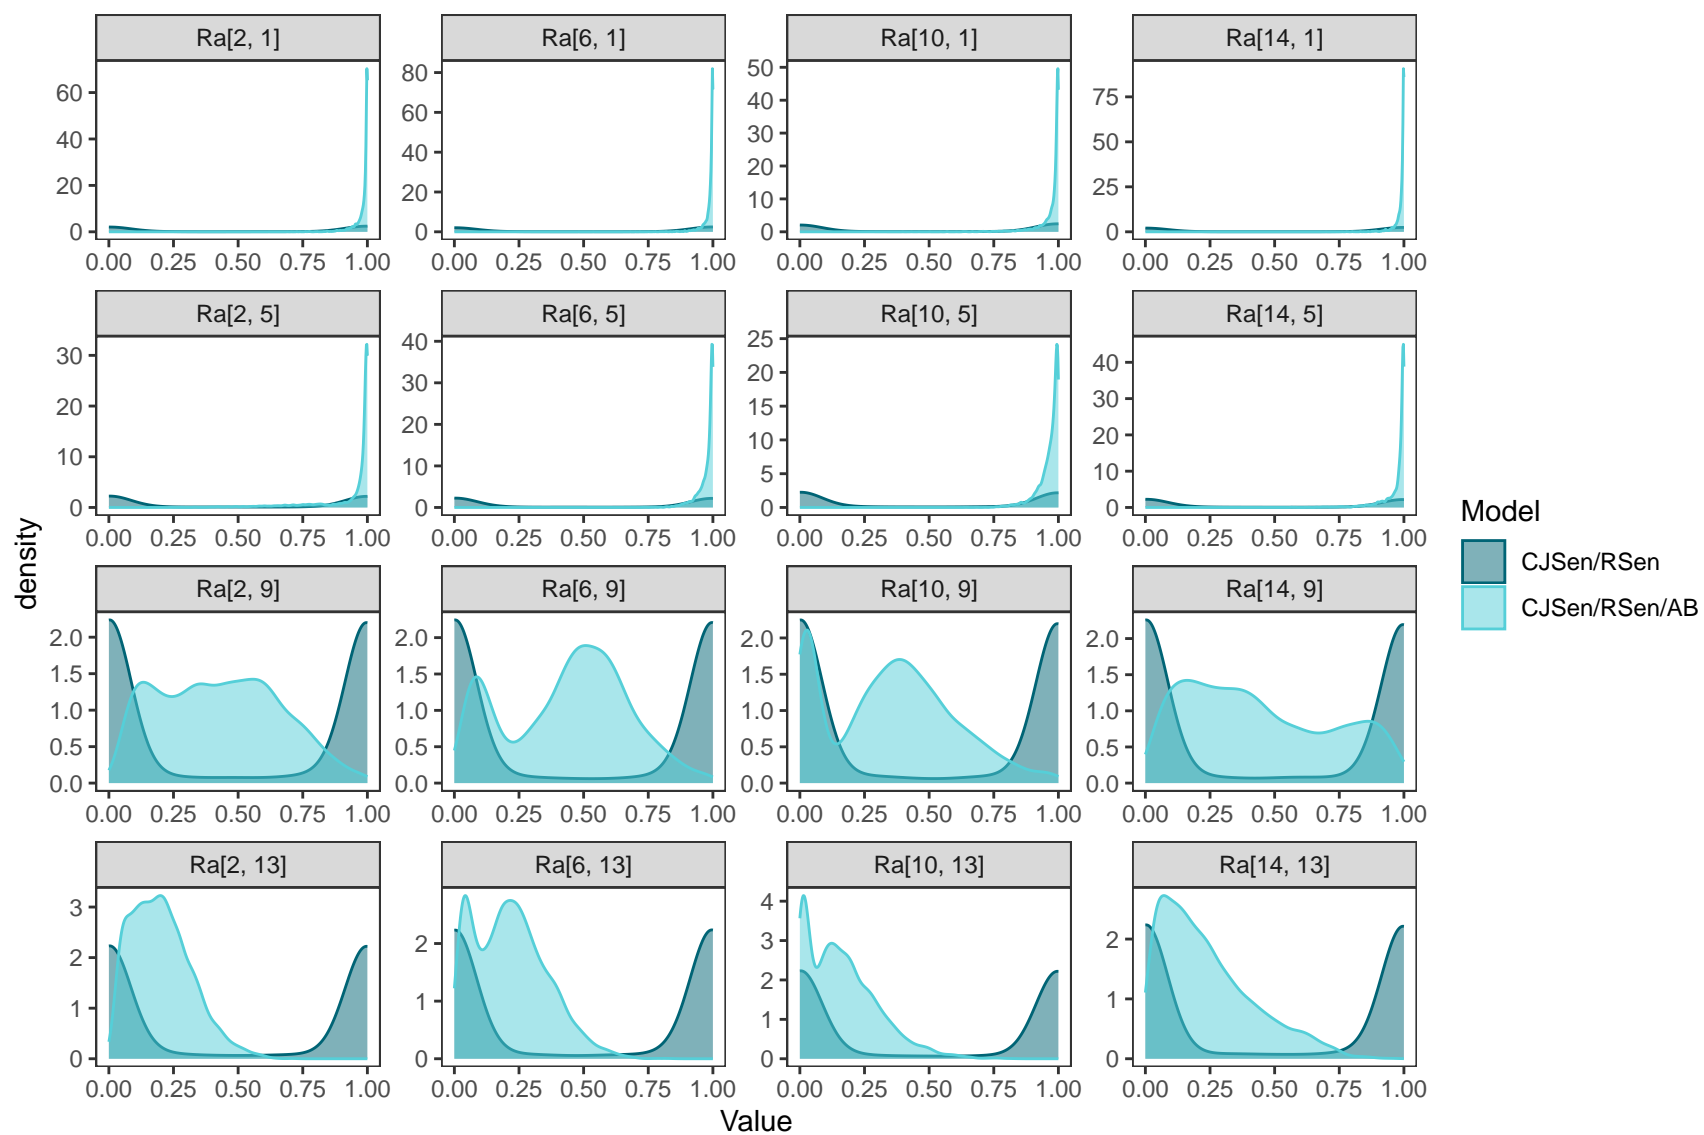 Ra[2, 1] Ra[6, 1] Ra[10, 1] Ra[14, 1]
60 40 20 0
80 60 40 20 0
50 40 30 20 10 0
75 50 25 0
0.00 0.25 0.50 0.75 1.00 0.00 0.25 0.50 0.75 1.00 0.00 0.25 0.50 0.75 1.00 0.00 0.25 0.50 0.75 1.00
Ra[2, 5] Ra[6, 5] Ra[10, 5] Ra[14, 5]
30 20 10 0
40 30 20 10 0
25 20 15 10 5 0
40 30 20 10 0
0.00 0.25 0.50 0.75 1.00 0.00 0.25 0.50 0.75 1.00 0.00 0.25 0.50 0.75 1.00 0.00 0.25 0.50 0.75 1.00
Ra[2, 9] Ra[6, 9] Ra[10, 9] Ra[14, 9]
2.0 1.5 1.0 0.5 0.0
2.0 1.5 1.0 0.5 0.0
2.0 1.5 1.0 0.5 0.0
2.0 1.5 1.0 0.5 0.0
0.00 0.25 0.50 0.75 1.00 0.00 0.25 0.50 0.75 1.00 0.00 0.25 0.50 0.75 1.00 0.00 0.25 0.50 0.75 1.00
Ra[2, 13] Ra[6, 13] Ra[10, 13] Ra[14, 13]
3 2 1 0
2 1 0
4 3 2 1 0
2 1 0
0.00 0.25 0.50 0.75 1.00 0.00 0.25 0.50 0.75 1.00 0.00 0.25 0.50 0.75 1.00 0.00 0.25 0.50 0.75 1.00
density
Value
Model
CJSen/RSen
CJSen/RSen/AB